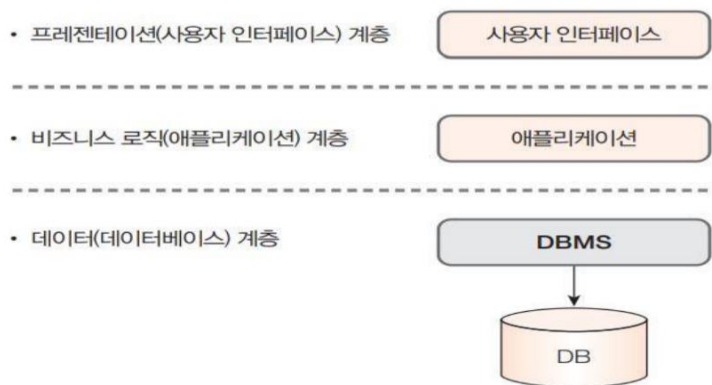 • 프레젠테이션(사용자 인터페이스) 계층
사용자 인터페이스
• 비즈니스 로직(애플리케이션) 계층
애플리케이션
• 데이터(데이터베이스) 계층
DBMS
DB